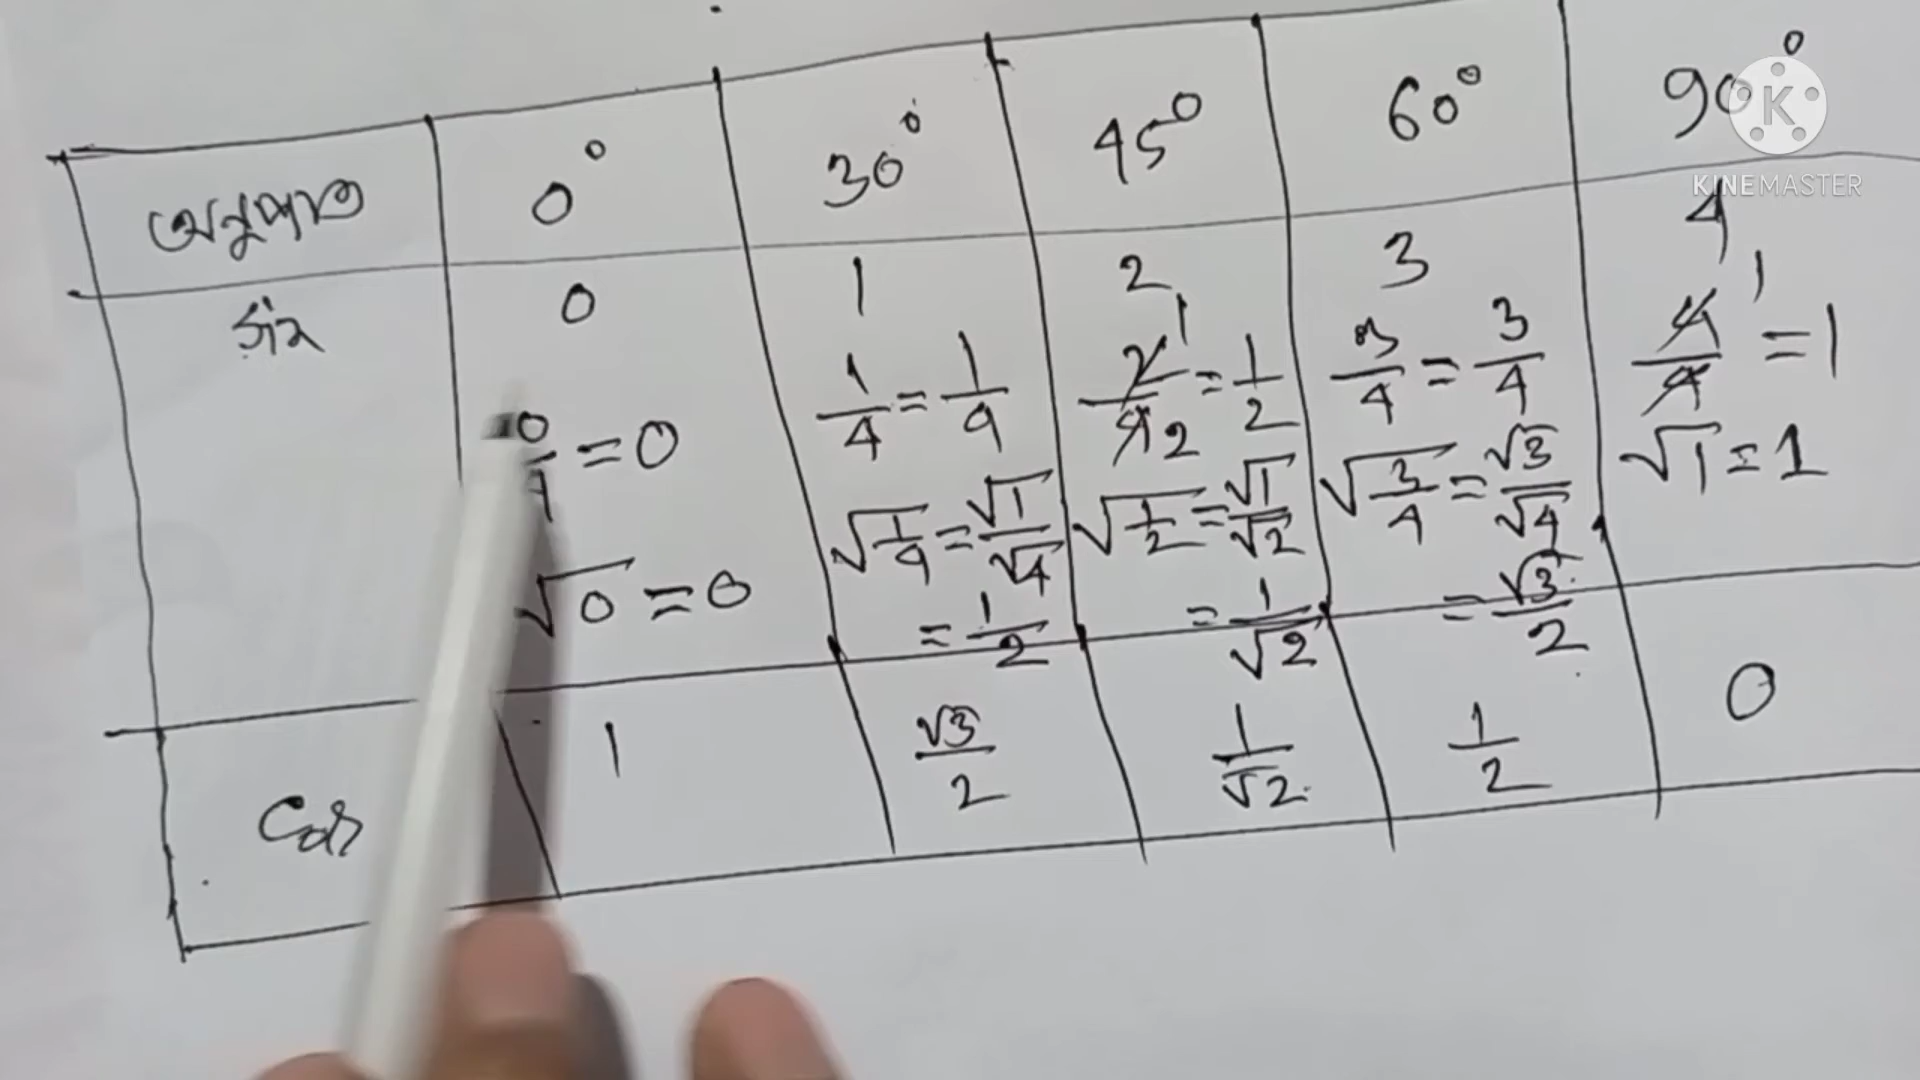 অনুপাত 0° 30° 45° 60° 90°
সাইন 0 1 2 3 4
0/4 = 0 1/4 = 1/4 2/4 = 1/2 3/4 = 3/4 4/4 = 1
√0 = 0 √1/4 = √1/√4 √1/2 = √1/√2 √3/4 = √3/√4 √1 = 1
= 1/2 = 1/√2 = √3/2
Cos 1 √3/2 1/√2 1/2 0
KINEMASTER